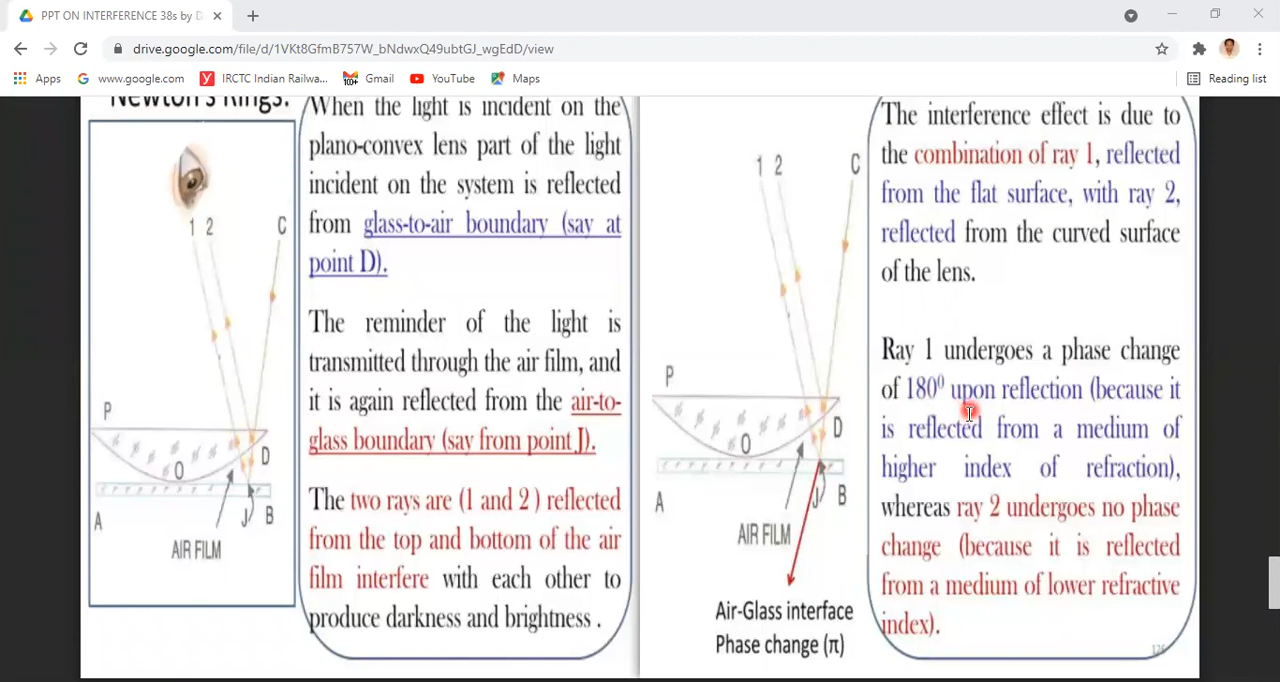 PPT ON INTERFERENCE 38s by D
drive.google.com/file/d/1VKt8GfmB757W_bNdwxQ49ubtGJ_wgEdD/view
Apps www.google.com IRCTC Indian Railwa... Gmail YouTube Maps Reading list
Newton's Rings:
1 2
C
P
O
D
A
J B
AIR FILM
When the light is incident on the
plano-convex lens part of the light
incident on the system is reflected
from glass-to-air boundary (say at
point D).
The reminder of the light is
transmitted through the air film, and
it is again reflected from the air-to-
glass boundary (say from point J).
The two rays are (1 and 2 ) reflected
from the top and bottom of the air
film interfere with each other to
produce darkness and brightness .
1 2
C
P
O
D
A
J B
AIR FILM
Air-Glass interface
Phase change (π)
The interference effect is due to
the combination of ray 1, reflected
from the flat surface, with ray 2,
reflected from the curved surface
of the lens.
Ray 1 undergoes a phase change
of 180⁰ upon reflection (because it
is reflected from a medium of
higher index of refraction),
whereas ray 2 undergoes no phase
change (because it is reflected
from a medium of lower refractive
index).